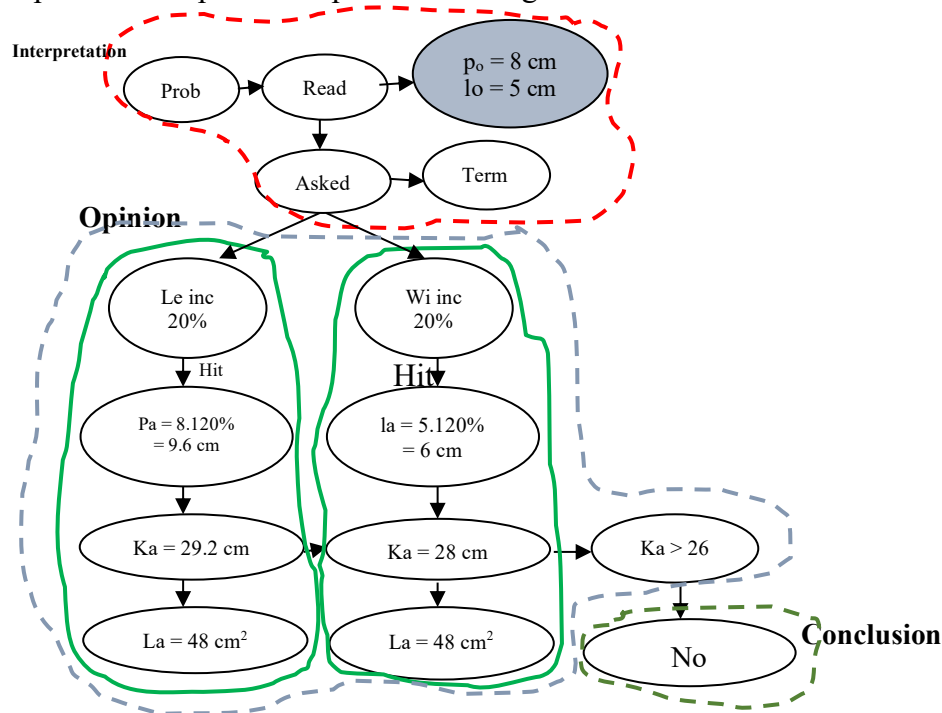 Interpretation
Prob
Read
pₒ = 8 cm
lo = 5 cm
Asked
Term
Opinion
Le inc
20%
Wi inc
20%
Hit
Hit
Pa = 8.120%
= 9.6 cm
la = 5.120%
= 6 cm
Ka = 29.2 cm
Ka = 28 cm
Ka > 26
La = 48 cm²
La = 48 cm²
No
Conclusion